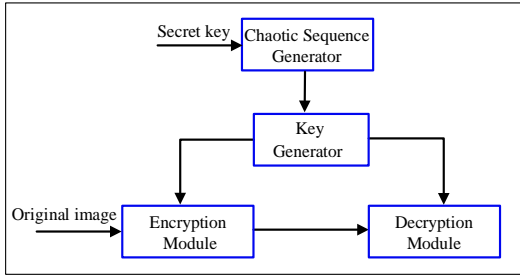 Secret key
Chaotic Sequence
Generator
Key
Generator
Original image
Encryption
Module
Decryption
Module